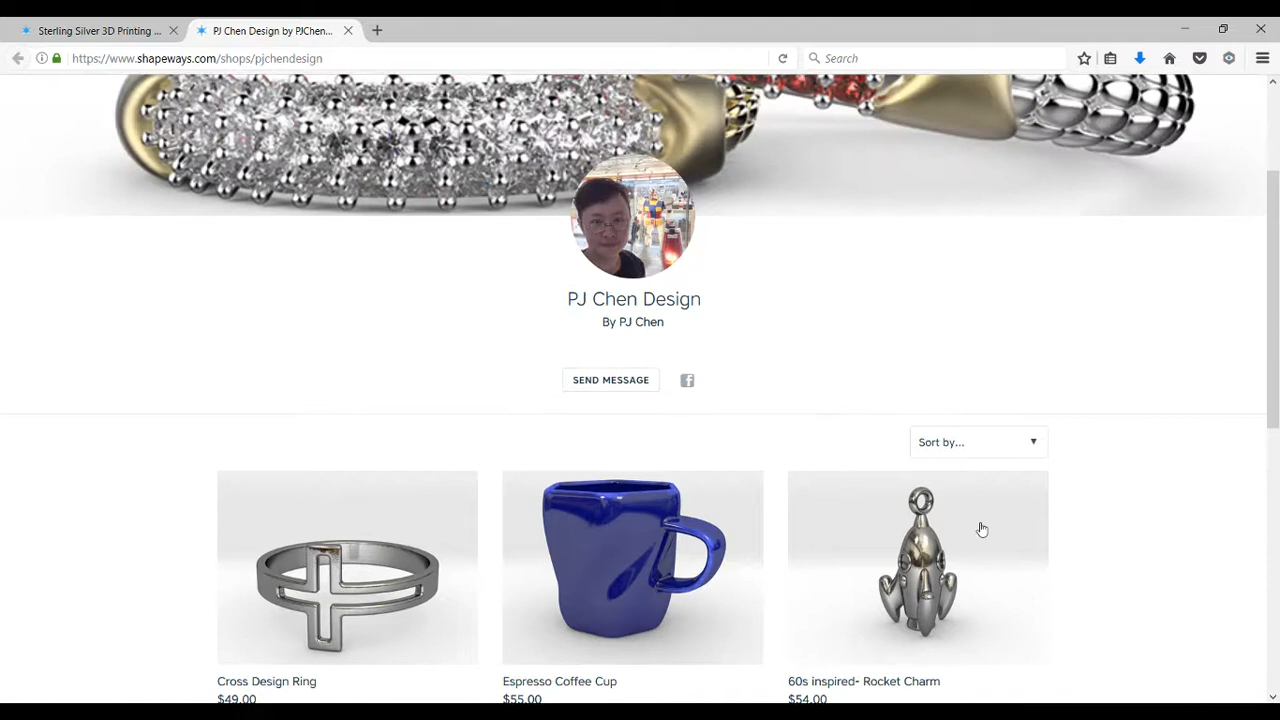 Sterling Silver 3D Printing ...
PJ Chen Design by PJChen...
https://www.shapeways.com/shops/pjchendesign
Search
PJ Chen Design
By PJ Chen
SEND MESSAGE
Sort by...
Cross Design Ring
$49.00
Espresso Coffee Cup
$55.00
60s inspired- Rocket Charm
$54.00